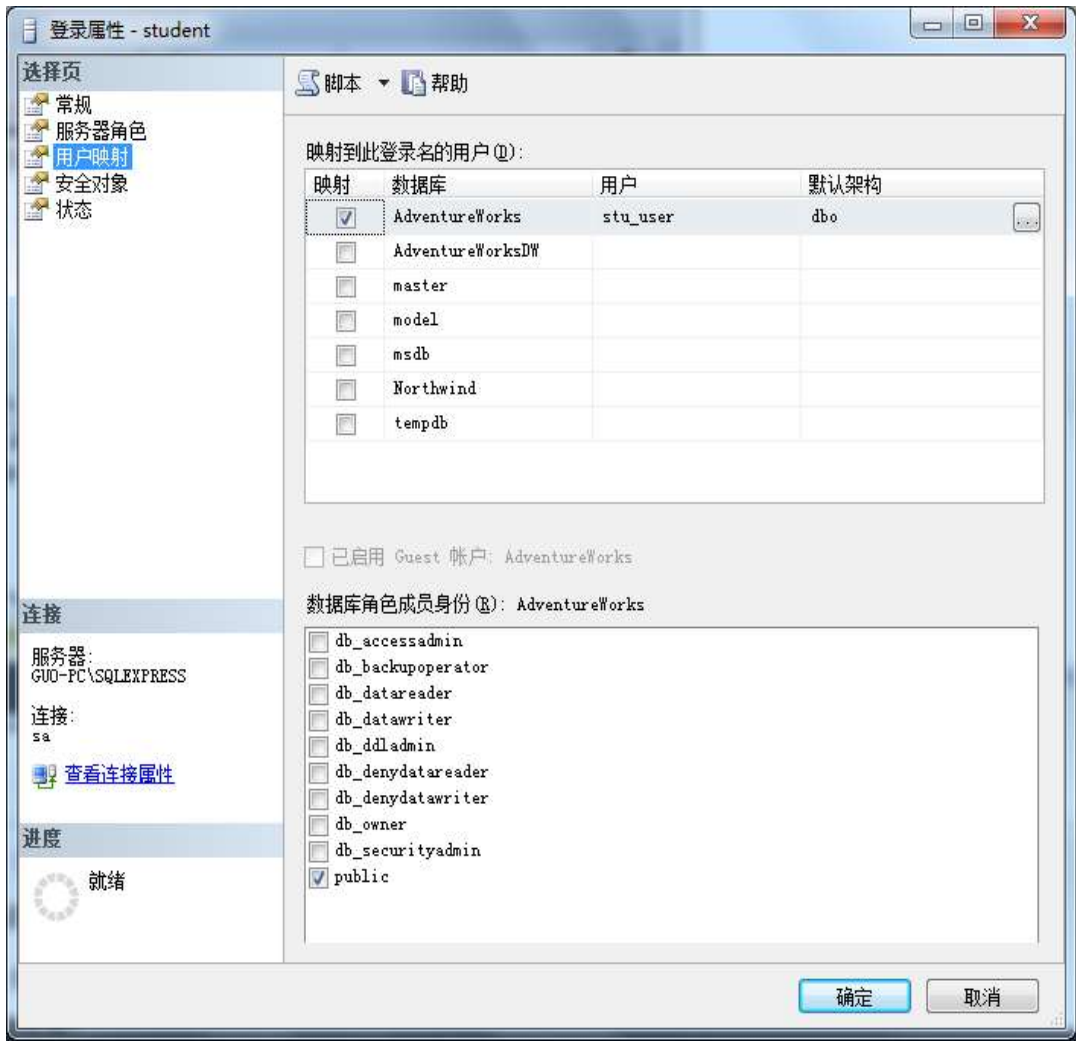 登录属性 - student
选择页
常规
服务器角色
用户映射
安全对象
状态
脚本 帮助
映射到此登录名的用户(D):
映射 数据库 用户 默认架构
AdventureWorks stu_user dbo ...
AdventureWorksDW
master
model
msdb
Northwind
tempdb
已启用 Guest 帐户: AdventureWorks
数据库角色成员身份(R): AdventureWorks
db_accessadmin
db_backupoperator
db_datareader
db_datawriter
db_ddladmin
db_denydatareader
db_denydatawriter
db_owner
db_securityadmin
public
连接
服务器:
GUO-PC\SQLEXPRESS
连接:
sa
查看连接属性
进度
就绪
确定 取消